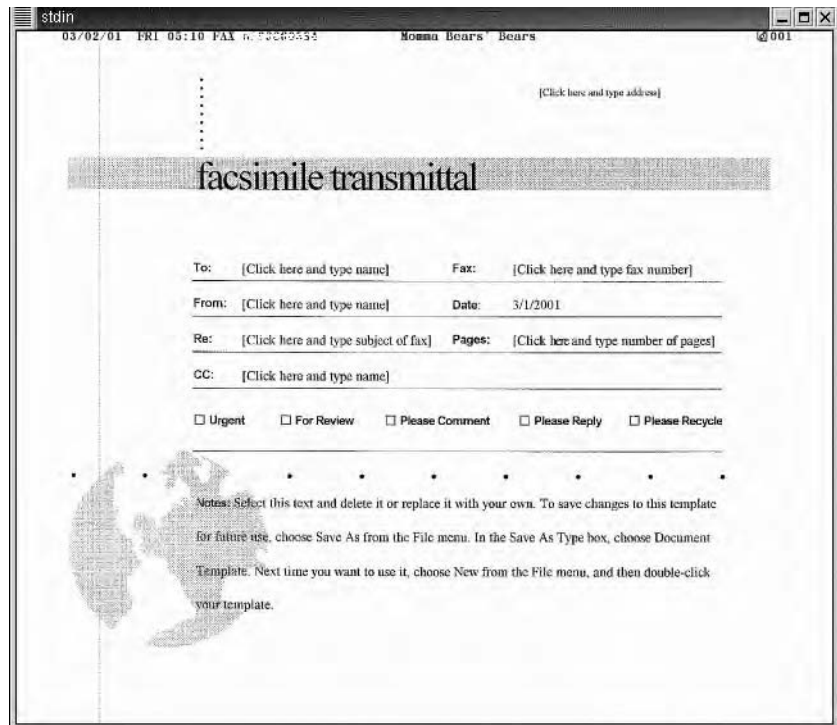 stdin
03/02/01 FRI 05:10 FAX Momma Bears' Bears 001
[Click here and type address]
facsimile transmittal
To: [Click here and type name] Fax: [Click here and type fax number]
From: [Click here and type name] Date: 3/1/2001
Re: [Click here and type subject of fax] Pages: [Click here and type number of pages]
CC: [Click here and type name]
☐ Urgent ☐ For Review ☐ Please Comment ☐ Please Reply ☐ Please Recycle
Notes: Select this text and delete it or replace it with your own. To save changes to this template
for future use, choose Save As from the File menu. In the Save As Type box, choose Document
Template. Next time you want to use it, choose New from the File menu, and then double-click
your template.